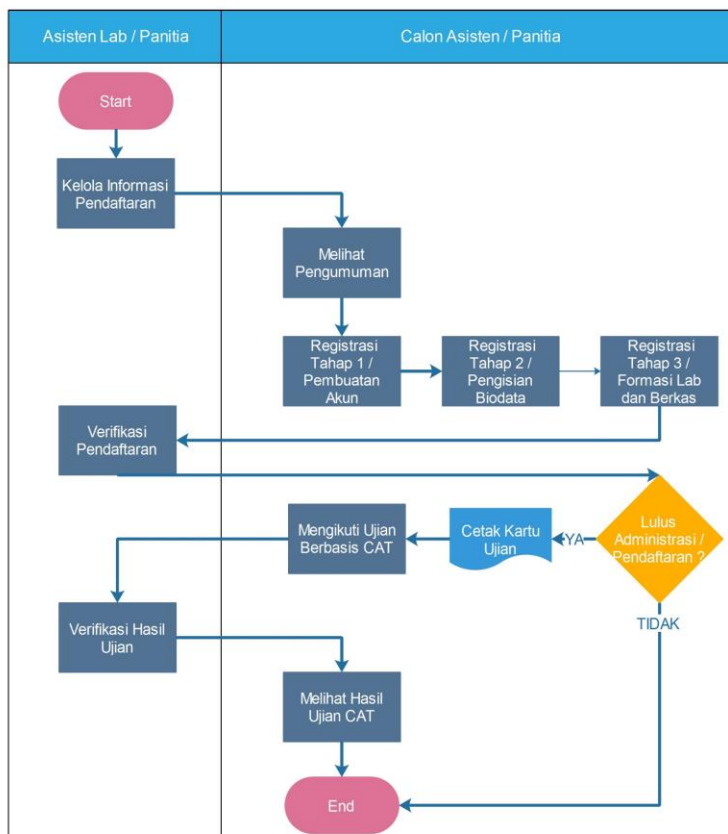 Asisten Lab / Panitia
Calon Asisten / Panitia
Start
Kelola Informasi
Pendaftaran
Melihat
Pengumuman
Registrasi
Tahap 1 /
Pembuatan
Akun
Registrasi
Tahap 2 /
Pengisian
Biodata
Registrasi
Tahap 3 /
Formasi Lab
dan Berkas
Verifikasi
Pendaftaran
Lulus
Administrasi /
Pendaftaran ?
YA
Cetak Kartu
Ujian
Mengikuti Ujian
Berbasis CAT
TIDAK
Verifikasi Hasil
Ujian
Melihat Hasil
Ujian CAT
End